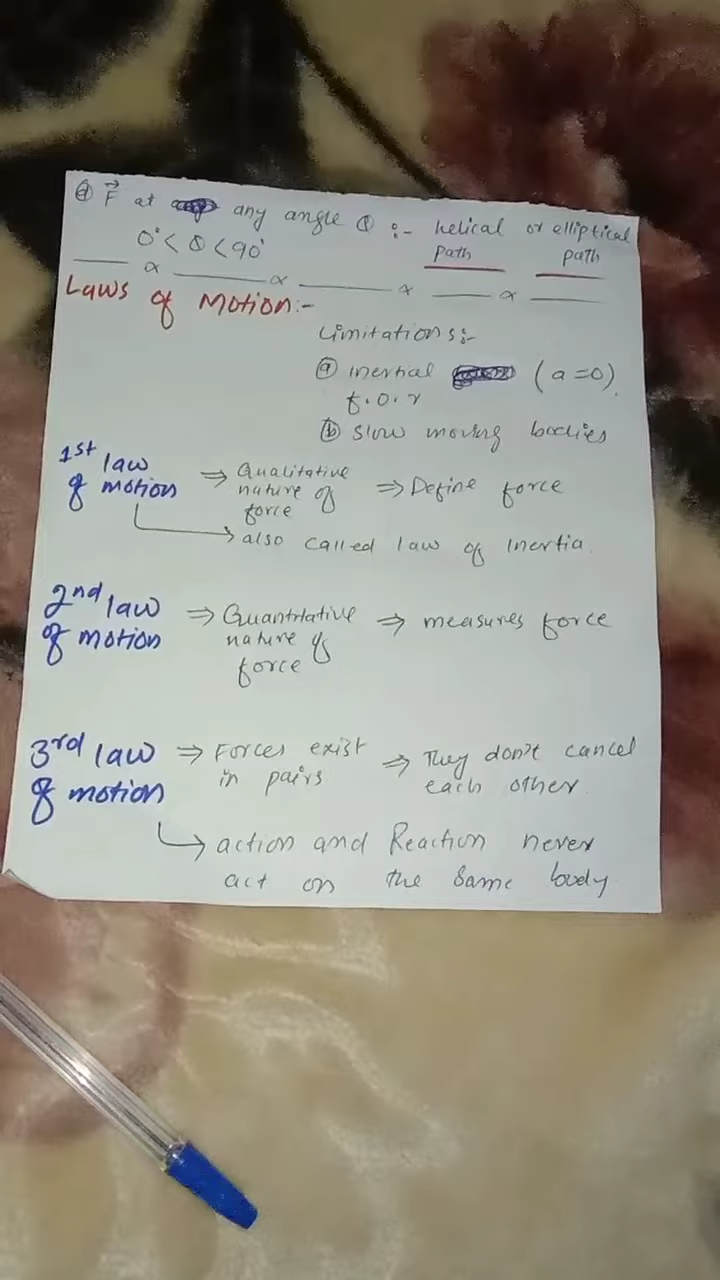 ⓓ F⃗ at any angle θ :- helical or elliptical
0° < θ < 90° path path
Laws of Motion:-
Limitations:-
ⓐ inertial (a=0)
f.o.r
ⓑ slow moving bodies
1st law of motion ⇒ Qualitative nature of force ⇒ Define force
→ also called law of inertia.
2nd law of motion ⇒ Quantitative nature of force ⇒ measures force
3rd law of motion ⇒ Forces exist in pairs ⇒ They don't cancel each other.
→ action and Reaction never
act on the same body